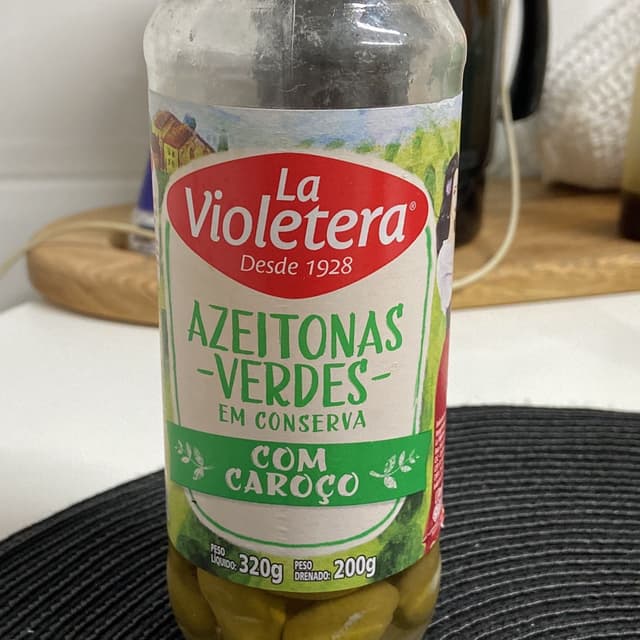 La
Violetera®
Desde 1928
AZEITONAS
-VERDES-
EM CONSERVA
COM
CAROÇO
PESO LÍQUIDO: 320g PESO DRENADO: 200g